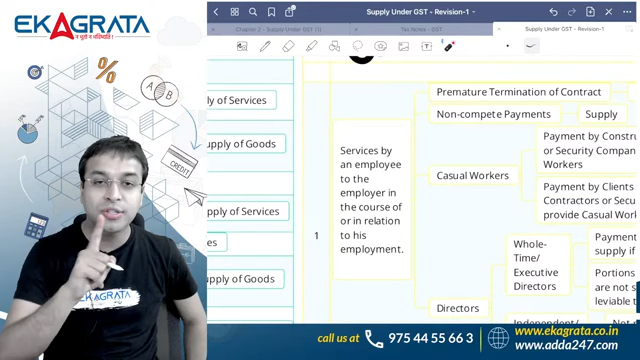 EKAGRATA
Supply Under GST - Revision-1
Chapter 2 - Supply Under GST (1)
Tax Notes - GST
Supply Under GST - Revision-1
%
A
B
CREDIT
ply of Services
upply of Goods
upply of Services
es
upply of Goods
1
Services by
an employee
to the
employer in
the course of
or in relation
to his
employment.
Premature Termination of Contract
Non-compete Payments
Supply
Casual Workers
Payment by Constru
or Security Compan
Workers
Payment by Clients
Contractors or Secu
provide Casual Work
Directors
Whole-
Time/
Executive
Directors
Payment
supply if
Portions
are not s
leviable t
Independent/
EKAGRATA
call us at 975 44 55 66 3
www.ekagrata.co.in
www.adda247.com